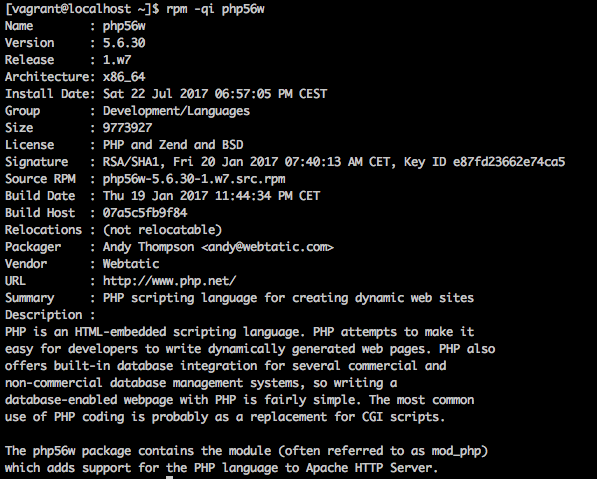 [vagrant@localhost ~]$ rpm -qi php56w
Name        : php56w
Version     : 5.6.30
Release     : 1.w7
Architecture: x86_64
Install Date: Sat 22 Jul 2017 06:57:05 PM CEST
Group       : Development/Languages
Size        : 9773927
License     : PHP and Zend and BSD
Signature   : RSA/SHA1, Fri 20 Jan 2017 07:40:13 AM CET, Key ID e87fd23662e74ca5
Source RPM  : php56w-5.6.30-1.w7.src.rpm
Build Date  : Thu 19 Jan 2017 11:44:34 PM CET
Build Host  : 07a5c5fb9f84
Relocations : (not relocatable)
Packager    : Andy Thompson <andy@webtatic.com>
Vendor      : Webtatic
URL         : http://www.php.net/
Summary     : PHP scripting language for creating dynamic web sites
Description :
PHP is an HTML-embedded scripting language. PHP attempts to make it
easy for developers to write dynamically generated web pages. PHP also
offers built-in database integration for several commercial and
non-commercial database management systems, so writing a
database-enabled webpage with PHP is fairly simple. The most common
use of PHP coding is probably as a replacement for CGI scripts.

The php56w package contains the module (often referred to as mod_php)
which adds support for the PHP language to Apache HTTP Server.